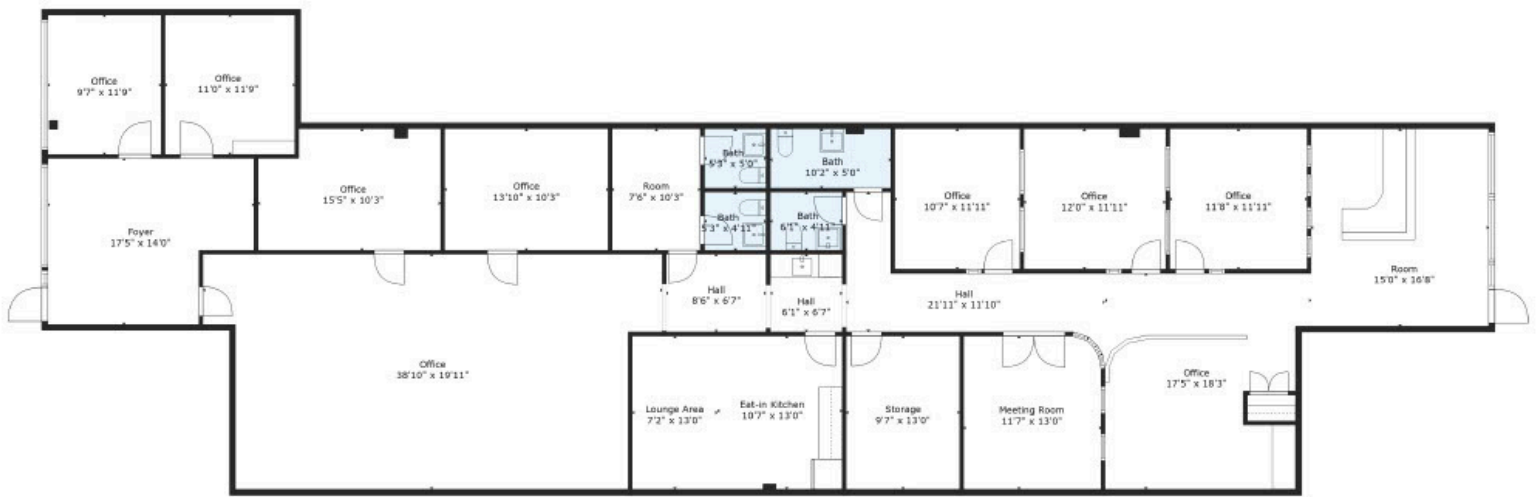 Office
9'7" x 11'9"
Office
11'0" x 11'9"
Foyer
17'5" x 14'0"
Office
15'5" x 10'3"
Office
13'10" x 10'3"
Room
7'6" x 10'3"
Bath
5'3" x 5'0"
Bath
5'3" x 4'11"
Bath
10'2" x 5'0"
Bath
6'1" x 4'11"
Office
10'7" x 11'11"
Office
12'0" x 11'11"
Office
11'8" x 11'11"
Room
15'0" x 16'8"
Hall
8'6" x 6'7"
Hall
6'1" x 6'7"
Hall
21'11" x 11'10"
Office
38'10" x 19'11"
Lounge Area
7'2" x 13'0"
Eat-in Kitchen
10'7" x 13'0"
Storage
9'7" x 13'0"
Meeting Room
11'7" x 13'0"
Office
17'5" x 18'3"